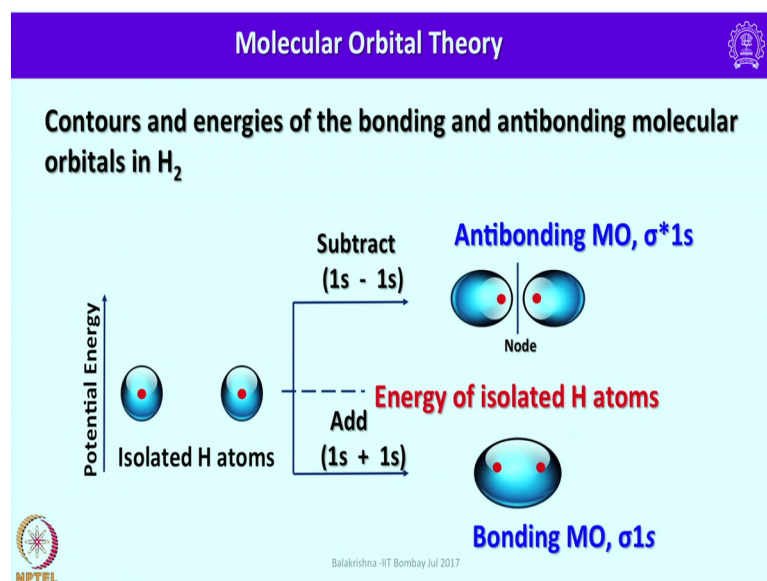 Molecular Orbital Theory
Contours and energies of the bonding and antibonding molecular
orbitals in H₂
Subtract
(1s - 1s)
Antibonding MO, σ*1s
Node
Potential Energy
Isolated H atoms
Energy of isolated H atoms
Add
(1s + 1s)
Bonding MO, σ1s
Balakrishna -IIT Bombay Jul 2017
NPTEL